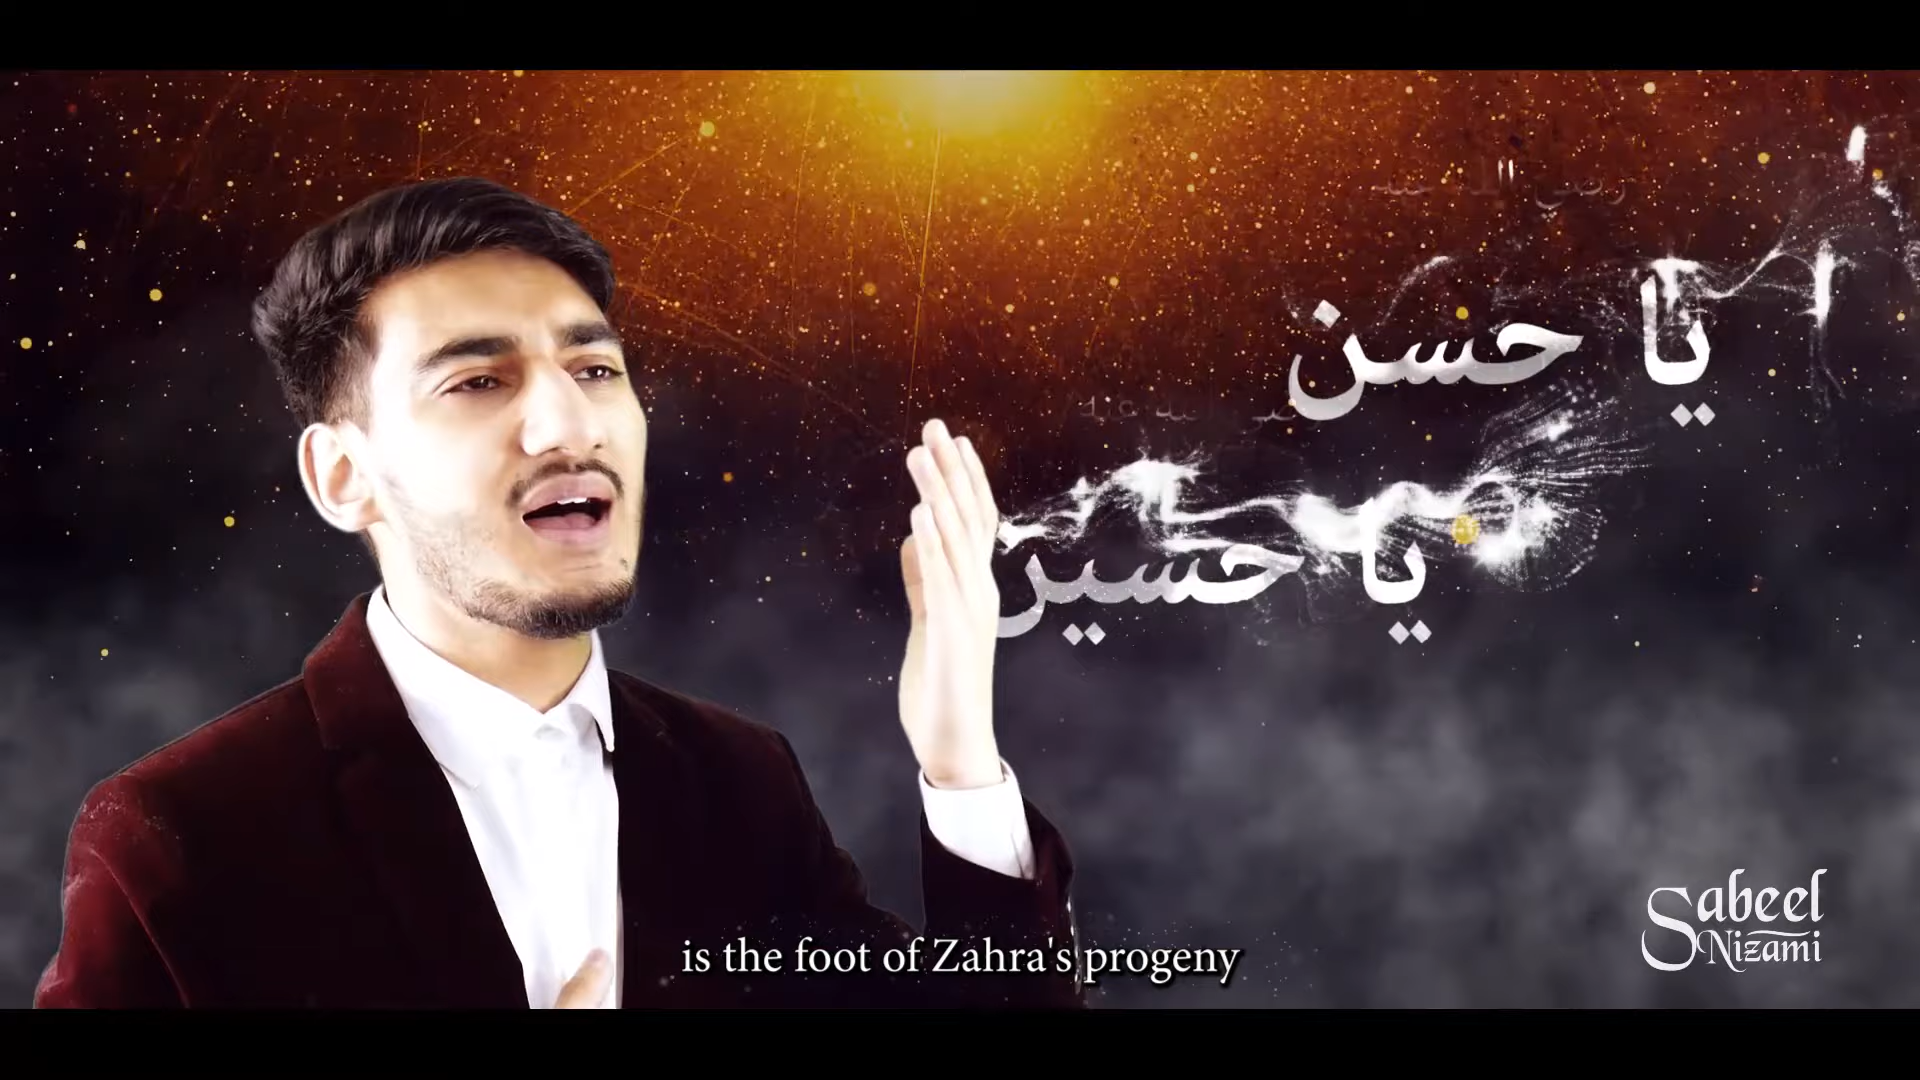 يا حسن
يا حسين
is the foot of Zahra's progeny
Sabeel
Nizami